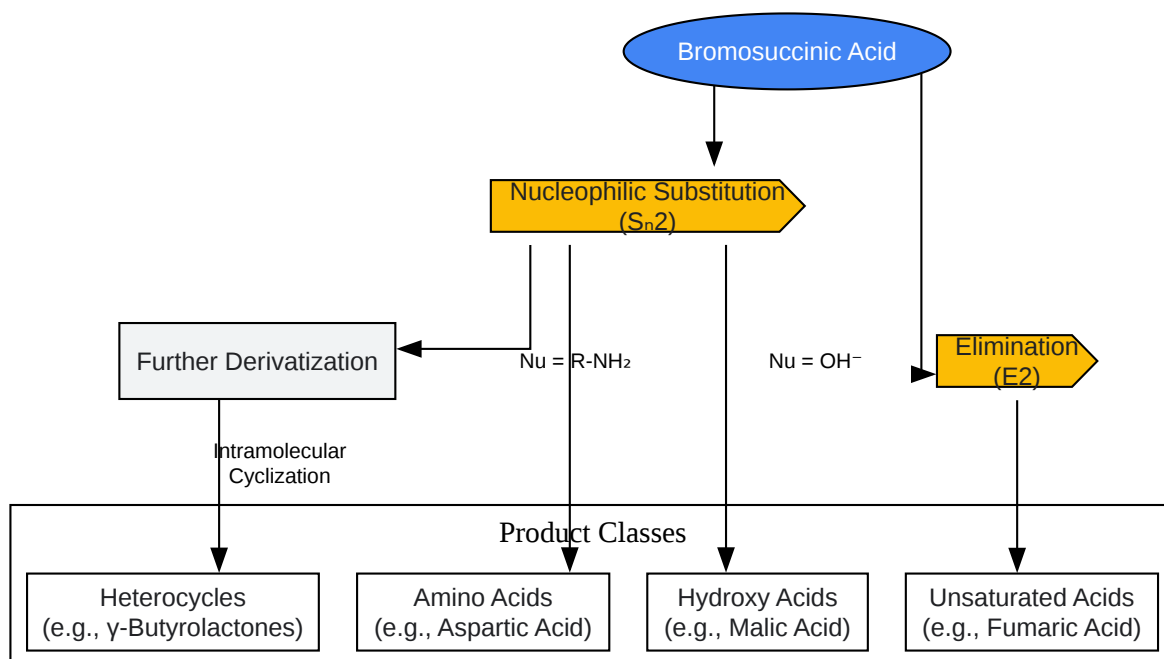 Bromosuccinic Acid
Nucleophilic Substitution
(Sₙ2)
Further Derivatization
Nu = R-NH₂
Nu = OH⁻
Elimination
(E2)
Intramolecular
Cyclization
Product Classes
Heterocycles
(e.g., γ-Butyrolactones)
Amino Acids
(e.g., Aspartic Acid)
Hydroxy Acids
(e.g., Malic Acid)
Unsaturated Acids
(e.g., Fumaric Acid)